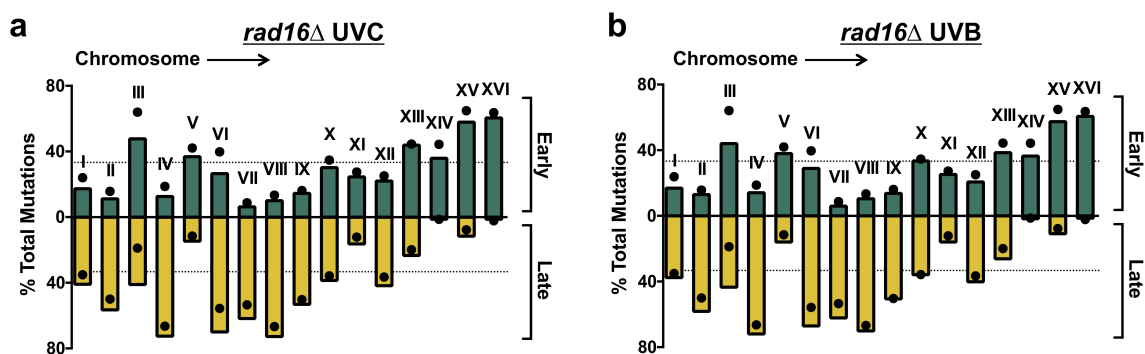 a
rad16Δ UVC
Chromosome
% Total Mutations
80
40
0
40
80
I
II
III
IV
V
VI
VII
VIII
IX
X
XI
XII
XIII
XIV
XV
XVI
Early
Late
b
rad16Δ UVB
Chromosome
% Total Mutations
80
40
0
40
80
I
II
III
IV
V
VI
VII
VIII
IX
X
XI
XII
XIII
XIV
XV
XVI
Early
Late